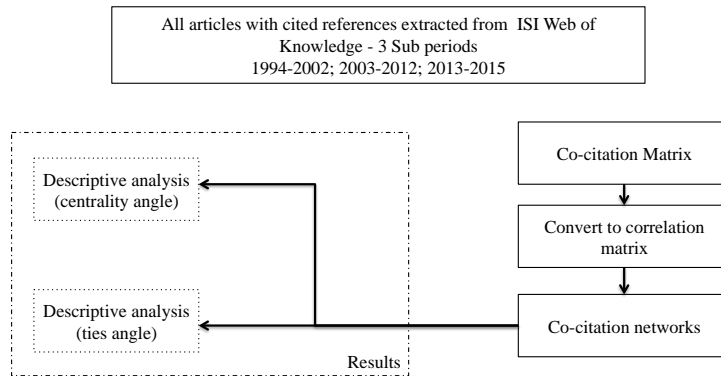 All articles with cited references extracted from ISI Web of
Knowledge - 3 Sub periods
1994-2002; 2003-2012; 2013-2015
Co-citation Matrix
Descriptive analysis
(centrality angle)
Convert to correlation
matrix
Descriptive analysis
(ties angle)
Co-citation networks
Results